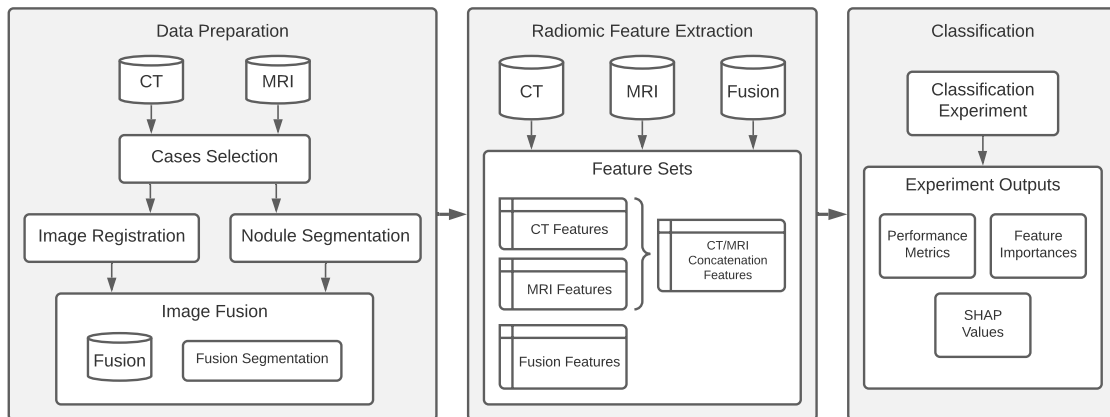 Data Preparation
CT
MRI
Cases Selection
Image Registration
Nodule Segmentation
Image Fusion
Fusion
Fusion Segmentation
Radiomic Feature Extraction
CT
MRI
Fusion
Feature Sets
CT Features
MRI Features
CT/MRI
Concatenation
Features
Fusion Features
Classification
Classification
Experiment
Experiment Outputs
Performance
Metrics
Feature
Importances
SHAP
Values